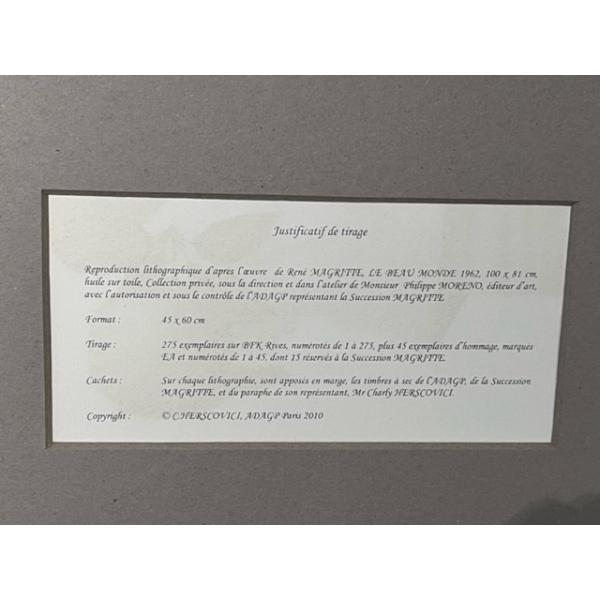 Justificatif de tirage
Reproduction lithographique d'après l'œuvre de René MAGRITTE, LE BEAU MONDE 1962, 100 x 81 cm,
huile sur toile, Collection privée, sous la direction et dans l'atelier de Monsieur Philippe MORENO, éditeur d'art,
avec l'autorisation et sous le contrôle de l'ADAGP représentant la Succession MAGRITTE
Format : 45 x 60 cm
Tirage : 275 exemplaires sur BFK Rives, numérotés de 1 à 275, plus 45 exemplaires d'hommage, marqués
EA et numérotés de 1 à 45, dont 15 réservés à la Succession MAGRITTE.
Cachets : Sur chaque lithographie, sont apposés en marge, les timbres à sec de l'ADAGP, de la Succession
MAGRITTE, et du paraphe de son représentant, Mr Charly HERSCOVICI.
Copyright : © C.HERSCOVICI, ADAGP Paris 2010